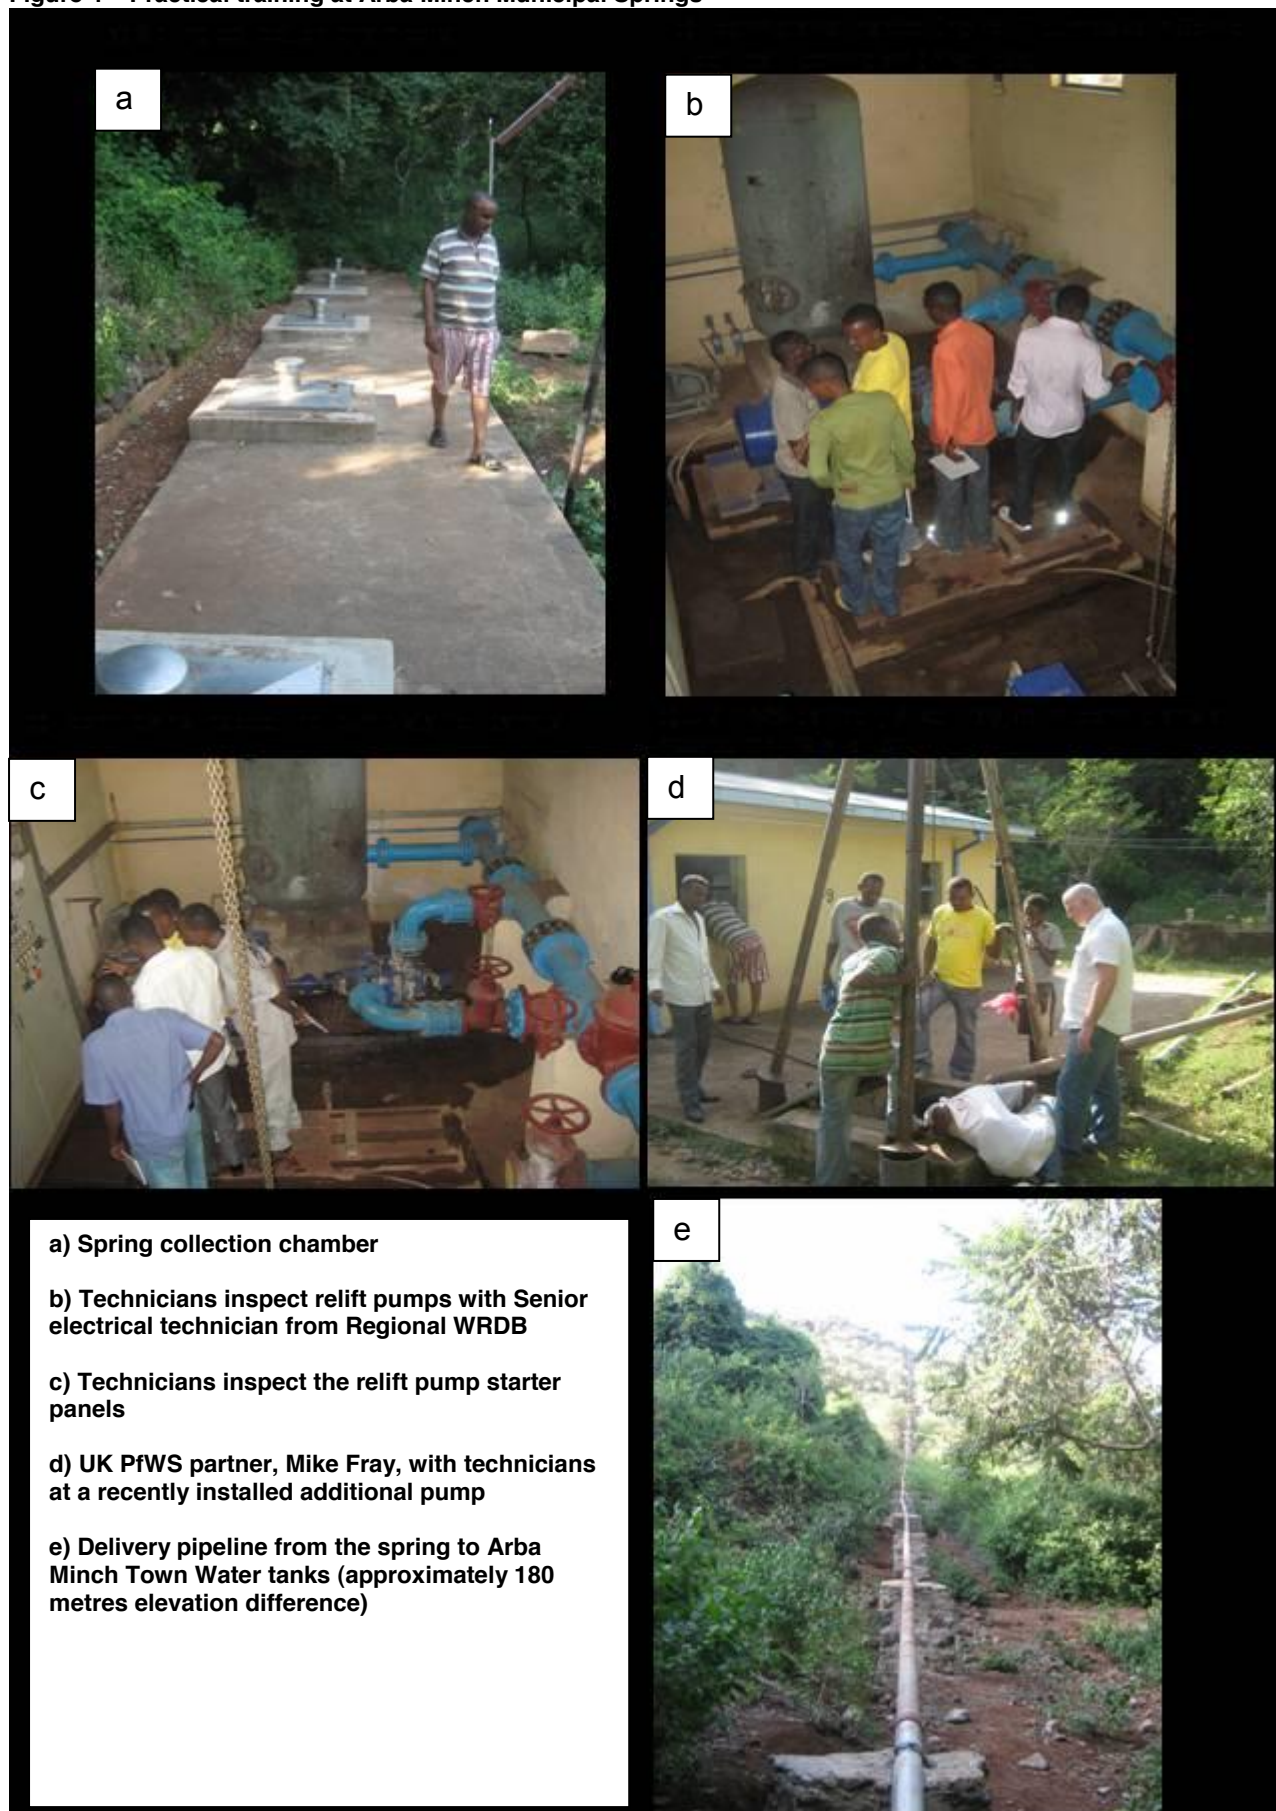 Figure – Practical training at Arba Minch Municipal Springs
a
b
c
d
a) Spring collection chamber
b) Technicians inspect relift pumps with Senior
electrical technician from Regional WRDB
c) Technicians inspect the relift pump starter
panels
d) UK PfWS partner, Mike Fray, with technicians
at a recently installed additional pump
e) Delivery pipeline from the spring to Arba
Minch Town Water tanks (approximately 180
metres elevation difference)
e